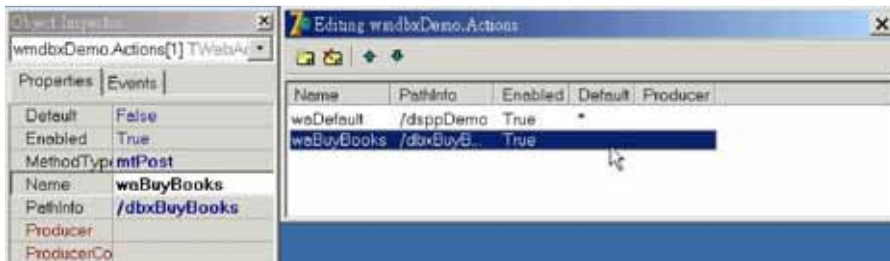 Object Inspector
wmdbxDemo.Actions[1] TWebAc
Properties Events
Default False
Enabled True
MethodType mtPost
Name waBuyBooks
PathInfo /dbxBuyBooks
Producer
ProducerCo
Editing wmdbxDemo.Actions
Name PathInfo Enabled Default Producer
waDefault /dsppDemo True *
waBuyBooks /dbxBuyB... True